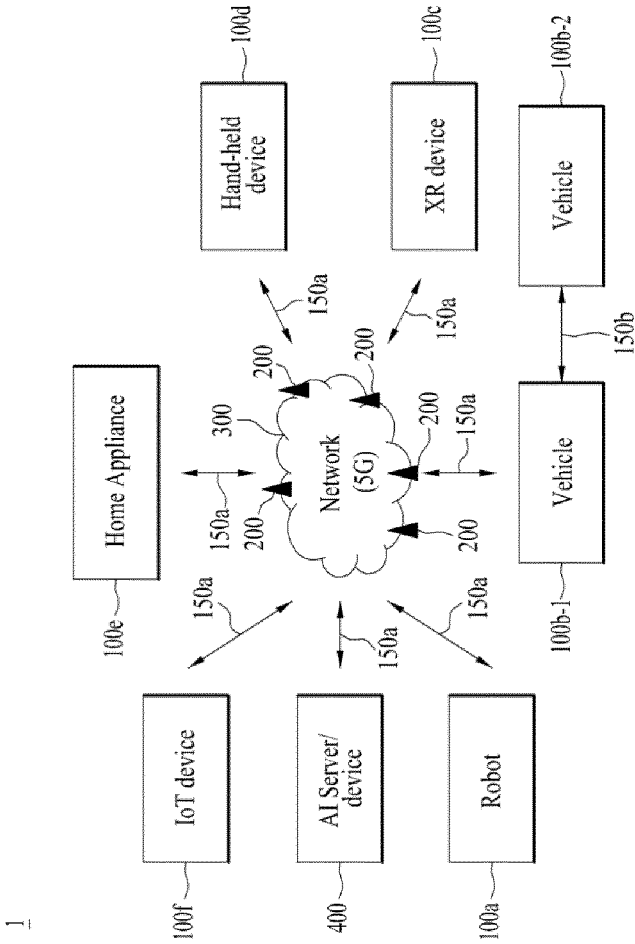 1
100e
Home Appliance
100f
IoT device
150a
150a
300
Hand-held
device
100d
200
200
150a
400
AI Server/
device
150a
Network
(5G)
200
200
XR device
100c
150a
200
150a
150a
100a
Robot
100b-1
Vehicle
150b
Vehicle
100b-2